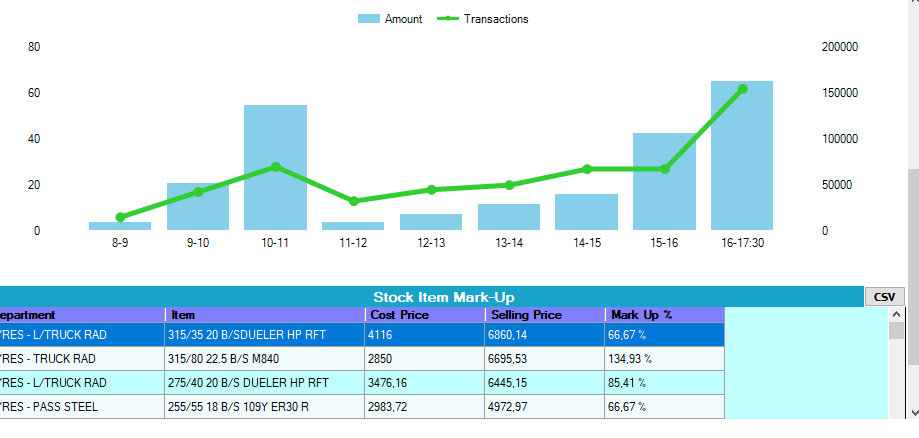 Amount Transactions
80 200000
60 150000
40 100000
20 50000
0 0
8-9 9-10 10-11 11-12 12-13 13-14 14-15 15-16 16-17:30
Stock Item Mark-Up CSV
epartment Item Cost Price Selling Price Mark Up %
YRES - L/TRUCK RAD 315/35 20 B/SDUELER HP RFT 4116 6860,14 66,67 %
YRES - TRUCK RAD 315/80 22.5 B/S M840 2850 6695,53 134,93 %
YRES - L/TRUCK RAD 275/40 20 B/S DUELER HP RFT 3476,16 6445,15 85,41 %
YRES - PASS STEEL 255/55 18 B/S 109Y ER30 R 2983,72 4972,97 66,67 %